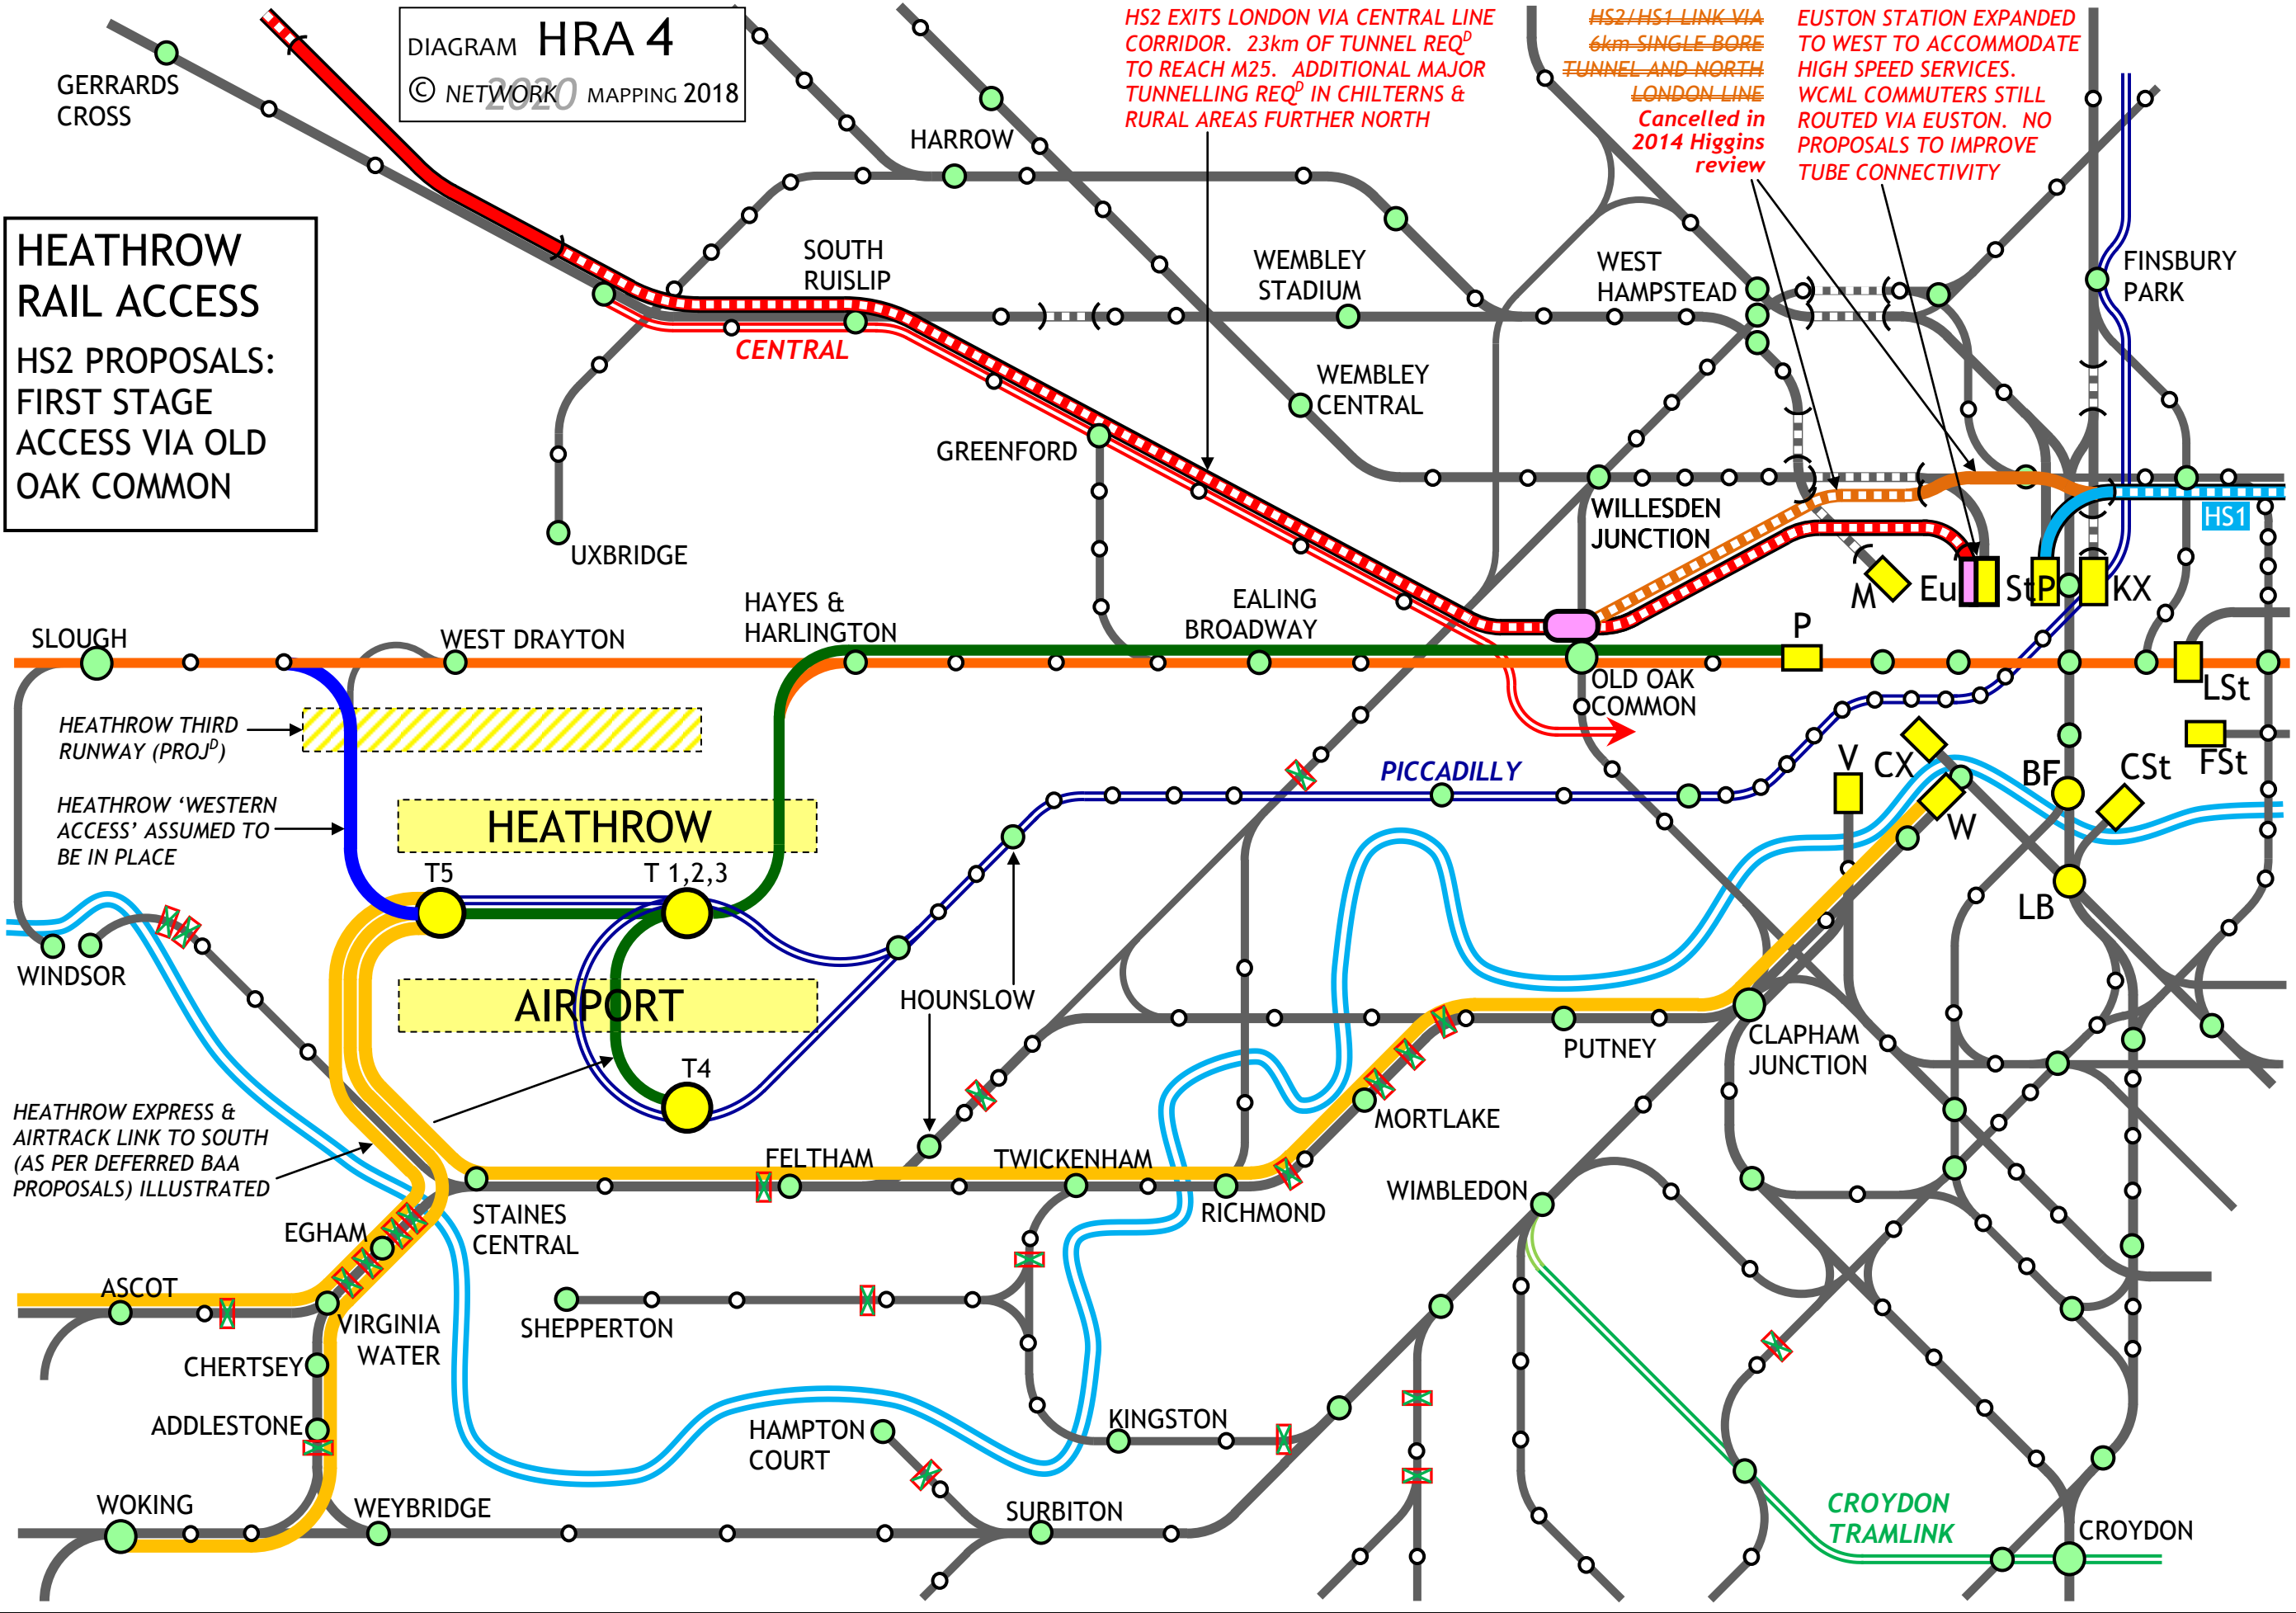 DIAGRAM HRA 4
© NETWORK 2020 MAPPING 2018
HEATHROW
RAIL ACCESS
HS2 PROPOSALS:
FIRST STAGE
ACCESS VIA OLD
OAK COMMON
HS2 EXITS LONDON VIA CENTRAL LINE
CORRIDOR. 23km OF TUNNEL REQD
TO REACH M25. ADDITIONAL MAJOR
TUNNELLING REQD IN CHILTERNS &
RURAL AREAS FURTHER NORTH
HS2/HS1 LINK VIA
6km SINGLE BORE
TUNNEL AND NORTH
LONDON LINE
Cancelled in
2014 Higgins
review
EUSTON STATION EXPANDED
TO WEST TO ACCOMMODATE
HIGH SPEED SERVICES.
WCML COMMUTERS STILL
ROUTED VIA EUSTON. NO
PROPOSALS TO IMPROVE
TUBE CONNECTIVITY
GERRARDS
CROSS
HARROW
SOUTH
RUISLIP
WEMBLEY
STADIUM
WEST
HAMPSTEAD
FINSBURY
PARK
CENTRAL
WEMBLEY
CENTRAL
GREENFORD
UXBRIDGE
WILLESDEN
JUNCTION
HS1
M
Eu
StP
KX
HAYES &
HARLINGTON
EALING
BROADWAY
SLOUGH
WEST DRAYTON
P
OLD OAK
COMMON
LSt
FSt
HEATHROW THIRD
RUNWAY (PROJD)
HEATHROW ‘WESTERN
ACCESS’ ASSUMED TO
BE IN PLACE
PICCADILLY
V
CX
BF
CSt
W
LB
HEATHROW
T5
T 1,2,3
WINDSOR
AIRPORT
HOUNSLOW
T4
PUTNEY
CLAPHAM
JUNCTION
HEATHROW EXPRESS &
AIRTRACK LINK TO SOUTH
(AS PER DEFERRED BAA
PROPOSALS) ILLUSTRATED
MORTLAKE
FELTHAM
TWICKENHAM
WIMBLEDON
RICHMOND
STAINES
CENTRAL
EGHAM
ASCOT
VIRGINIA
WATER
SHEPPERTON
CHERTSEY
ADDLESTONE
HAMPTON
COURT
KINGSTON
WOKING
WEYBRIDGE
SURBITON
CROYDON
TRAMLINK
CROYDON